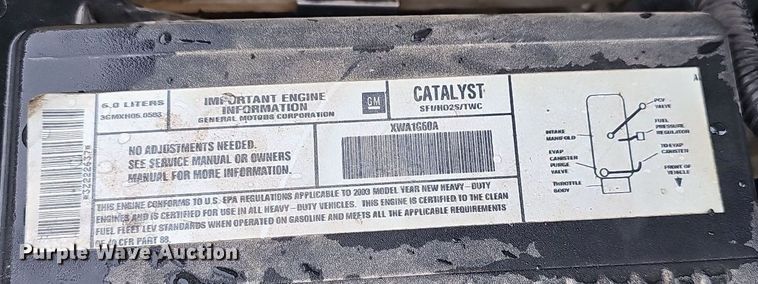 6.0 LITERS
3GMXH06.0583
IMPORTANT ENGINE
INFORMATION
GENERAL MOTORS CORPORATION
GM
CATALYST
SFI/HO2S/TWC
A
XWA1G60A
*32222637*
NO ADJUSTMENTS NEEDED.
SEE SERVICE MANUAL OR OWNERS
MANUAL FOR MORE INFORMATION.
THIS ENGINE CONFORMS TO U.S. EPA REGULATIONS APPLICABLE TO 2003 MODEL YEAR NEW HEAVY-DUTY
ENGINES AND IS CERTIFIED FOR USE IN ALL HEAVY-DUTY VEHICLES. THIS ENGINE IS CERTIFIED TO THE CLEAN
FUEL FLEET LEV STANDARDS WHEN OPERATED ON GASOLINE AND MEETS ALL THE APPLICABLE REQUIREMENTS
CFR PART 88.
PCV
VALVE
INTAKE
MANIFOLD
FUEL
PRESSURE
REGULATOR
EVAP
CANISTER
PURGE
VALVE
TO EVAP
CANISTER
THROTTLE
BODY
FRONT OF
VEHICLE
Purple Wave Auction